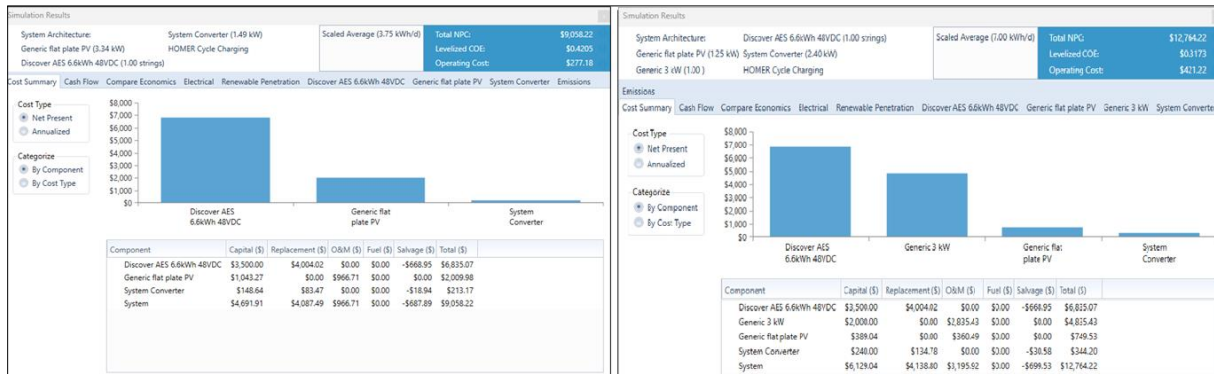 Simulation Results
System Architecture: System Converter (1.49 kW) Scaled Average (3.75 kWh/d) Total NPC: $9,058.22
Generic flat plate PV (3.34 kW) HOMER Cycle Charging Levelized COE: $0.4205
Discover AES 6.6kWh 48VDC (1.00 strings) Operating Cost: $277.18
Cost Summary Cash Flow Compare Economics Electrical Renewable Penetration Discover AES 6.6kWh 48VDC Generic flat plate PV System Converter Emissions
Cost Type
Net Present
Annualized
Categorize
By Component
By Cost Type
$8,000
$7,000
$6,000
$5,000
$4,000
$3,000
$2,000
$1,000
$0
Discover AES
6.6kWh 48VDC
Generic flat
plate PV
System
Converter
Component Capital ($) Replacement ($) O&M ($) Fuel ($) Salvage ($) Total ($)
Discover AES 6.6kWh 48VDC $3,500.00 $4,004.02 $0.00 $0.00 -$668.95 $6,835.07
Generic flat plate PV $1,043.27 $0.00 $966.71 $0.00 $0.00 $2,009.98
System Converter $148.64 $83.47 $0.00 $0.00 -$18.94 $213.17
System $4,691.91 $4,087.49 $966.71 $0.00 -$687.89 $9,058.22
Simulation Results
System Architecture: Discover AES 6.6kWh 48VDC (1.00 strings) Scaled Average (7.00 kWh/d) Total NPC: $12,764.22
Generic flat plate PV (1.25 kW) System Converter (2.40 kW) Levelized COE: $0.3173
Generic 3 kW (1.00 ) HOMER Cycle Charging Operating Cost: $421.22
Emissions
Cost Summary Cash Flow Compare Economics Electrical Renewable Penetration Discover AES 6.6kWh 48VDC Generic flat plate PV Generic 3 kW System Converte
Cost Type
Net Present
Annualized
Categorize
By Component
By Cost Type
$8,000
$7,000
$6,000
$5,000
$4,000
$3,000
$2,000
$1,000
$0
Discover AES
6.6kWh 48VDC
Generic 3 kW
Generic flat
plate PV
System
Converter
Component Capital ($) Replacement ($) O&M ($) Fuel ($) Salvage ($) Total ($)
Discover AES 6.6kWh 48VDC $3,500.00 $4,004.02 $0.00 $0.00 -$668.95 $6,835.07
Generic 3 kW $2,000.00 $0.00 $2,835.43 $0.00 $0.00 $4,835.43
Generic flat plate PV $389.04 $0.00 $360.49 $0.00 $0.00 $749.53
System Converter $240.00 $134.78 $0.00 $0.00 -$30.58 $344.20
System $6,129.04 $4,138.80 $3,195.92 $0.00 -$699.53 $12,764.22